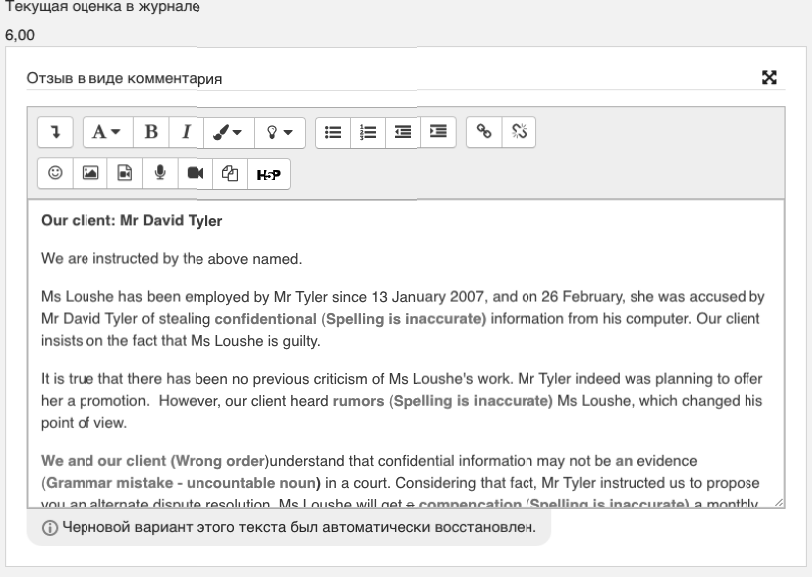 Текущая оценка в журнале
6,00
Отзыв в виде комментария
A B I
H5P
Our client: Mr David Tyler
We are instructed by the above named.
Ms Loushe has been employed by Mr Tyler since 13 January 2007, and on 26 February, she was accused by
Mr David Tyler of stealing confidentional (Spelling is inaccurate) information from his computer. Our client
insists on the fact that Ms Loushe is guilty.
It is true that there has been no previous criticism of Ms Loushe's work. Mr Tyler indeed was planning to offer
her a promotion. However, our client heard rumors (Spelling is inaccurate) Ms Loushe, which changed his
point of view.
We and our client (Wrong order)understand that confidential information may not be an evidence
(Grammar mistake - uncountable noun) in a court. Considering that fact, Mr Tyler instructed us to propose
you an alternate dispute resolution. Ms Loushe will get a compencation (Spelling is inaccurate) a monthly
Черновой вариант этого текста был автоматически восстановлен.